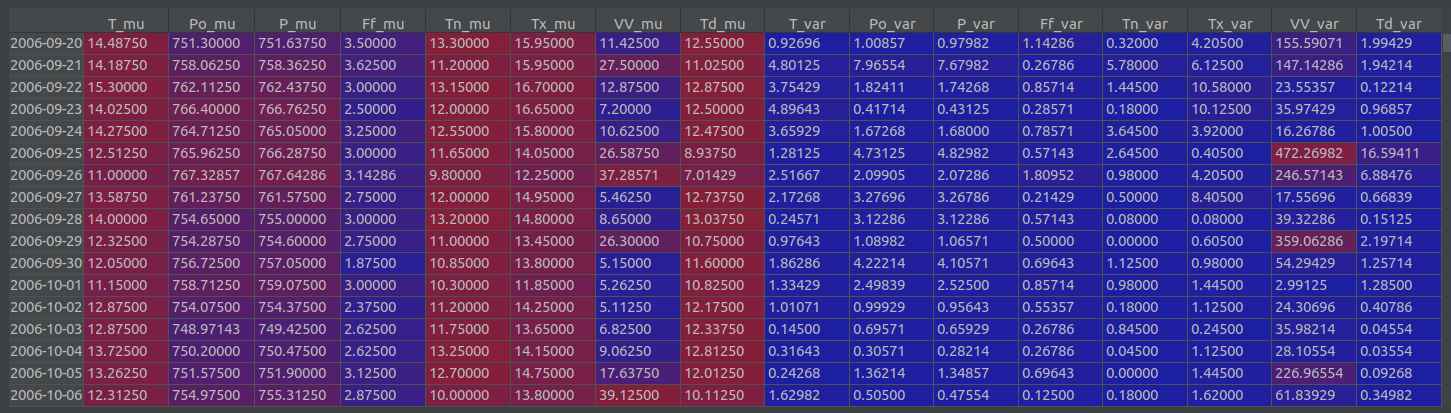 T_mu Po_mu P_mu Ff_mu Tn_mu Tx_mu VV_mu Td_mu T_var Po_var P_var Ff_var Tn_var Tx_var VV_var Td_var
2006-09-20 14.48750 751.30000 751.63750 3.50000 13.30000 15.95000 11.42500 12.55000 0.92696 1.00857 0.97982 1.14286 0.32000 4.20500 155.59071 1.99429
2006-09-21 14.18750 758.06250 758.36250 3.62500 11.20000 15.95000 27.50000 11.02500 4.80125 7.96554 7.67982 0.26786 5.78000 6.12500 147.14286 1.94214
2006-09-22 15.30000 762.11250 762.43750 3.00000 13.15000 16.70000 12.87500 12.87500 3.75429 1.82411 1.74268 0.85714 1.44500 10.58000 23.55357 0.12214
2006-09-23 14.02500 766.40000 766.76250 2.50000 12.00000 16.65000 7.20000 12.50000 4.89643 0.41714 0.43125 0.28571 0.18000 10.12500 35.97429 0.96857
2006-09-24 14.27500 764.71250 765.05000 3.25000 12.55000 15.80000 10.62500 12.47500 3.65929 1.67268 1.68000 0.78571 3.64500 3.92000 16.26786 1.00500
2006-09-25 12.51250 765.96250 766.28750 3.00000 11.65000 14.05000 26.58750 8.93750 1.28125 4.73125 4.82982 0.57143 2.64500 0.40500 472.26982 16.59411
2006-09-26 11.00000 767.32857 767.64286 3.14286 9.80000 12.25000 37.28571 7.01429 2.51667 2.09905 2.07286 1.80952 0.98000 4.20500 246.57143 6.88476
2006-09-27 13.58750 761.23750 761.57500 2.75000 12.00000 14.95000 5.46250 12.73750 2.17268 3.27696 3.26786 0.21429 0.50000 8.40500 17.55696 0.66839
2006-09-28 14.00000 754.65000 755.00000 3.00000 13.20000 14.80000 8.65000 13.03750 0.24571 3.12286 3.12286 0.57143 0.08000 0.08000 39.32286 0.15125
2006-09-29 12.32500 754.28750 754.60000 2.75000 11.00000 13.45000 26.30000 10.75000 0.97643 1.08982 1.06571 0.50000 0.00000 0.60500 359.06286 2.19714
2006-09-30 12.05000 756.72500 757.05000 1.87500 10.85000 13.80000 5.15000 11.60000 1.86286 4.22214 4.10571 0.69643 1.12500 0.98000 54.29429 1.25714
2006-10-01 11.15000 758.71250 759.07500 3.00000 10.30000 11.85000 5.26250 10.82500 1.33429 2.49839 2.52500 0.85714 0.98000 1.44500 2.99125 1.28500
2006-10-02 12.87500 754.07500 754.37500 2.37500 11.20000 14.25000 5.11250 12.17500 1.01071 0.99929 0.95643 0.55357 0.18000 1.12500 24.30696 0.40786
2006-10-03 12.87500 748.97143 749.42500 2.62500 11.75000 13.65000 6.82500 12.33750 0.14500 0.69571 0.65929 0.26786 0.84500 0.24500 35.98214 0.04554
2006-10-04 13.72500 750.20000 750.47500 2.62500 13.25000 14.15000 9.06250 12.81250 0.31643 0.30571 0.28214 0.26786 0.04500 1.12500 28.10554 0.03554
2006-10-05 13.26250 751.57500 751.90000 3.12500 12.70000 14.75000 17.63750 12.01250 0.24268 1.36214 1.34857 0.69643 0.00000 1.44500 226.96554 0.09268
2006-10-06 12.31250 754.97500 755.31250 2.87500 10.00000 13.80000 39.12500 10.11250 1.62982 0.50500 0.47554 0.12500 0.18000 1.62000 61.83929 0.34982